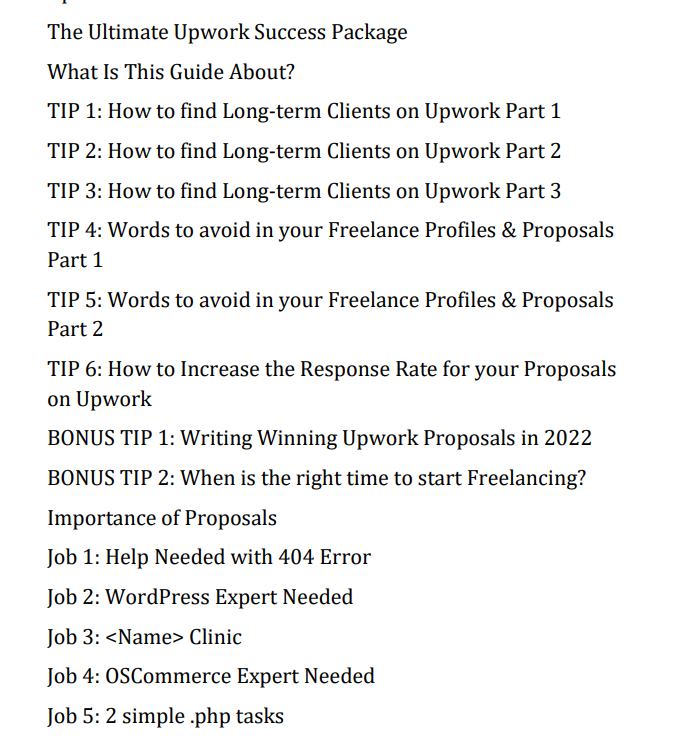 The Ultimate Upwork Success Package
What Is This Guide About?
TIP 1: How to find Long-term Clients on Upwork Part 1
TIP 2: How to find Long-term Clients on Upwork Part 2
TIP 3: How to find Long-term Clients on Upwork Part 3
TIP 4: Words to avoid in your Freelance Profiles & Proposals
Part 1
TIP 5: Words to avoid in your Freelance Profiles & Proposals
Part 2
TIP 6: How to Increase the Response Rate for your Proposals
on Upwork
BONUS TIP 1: Writing Winning Upwork Proposals in 2022
BONUS TIP 2: When is the right time to start Freelancing?
Importance of Proposals
Job 1: Help Needed with 404 Error
Job 2: WordPress Expert Needed
Job 3: <Name> Clinic
Job 4: OSCommerce Expert Needed
Job 5: 2 simple .php tasks